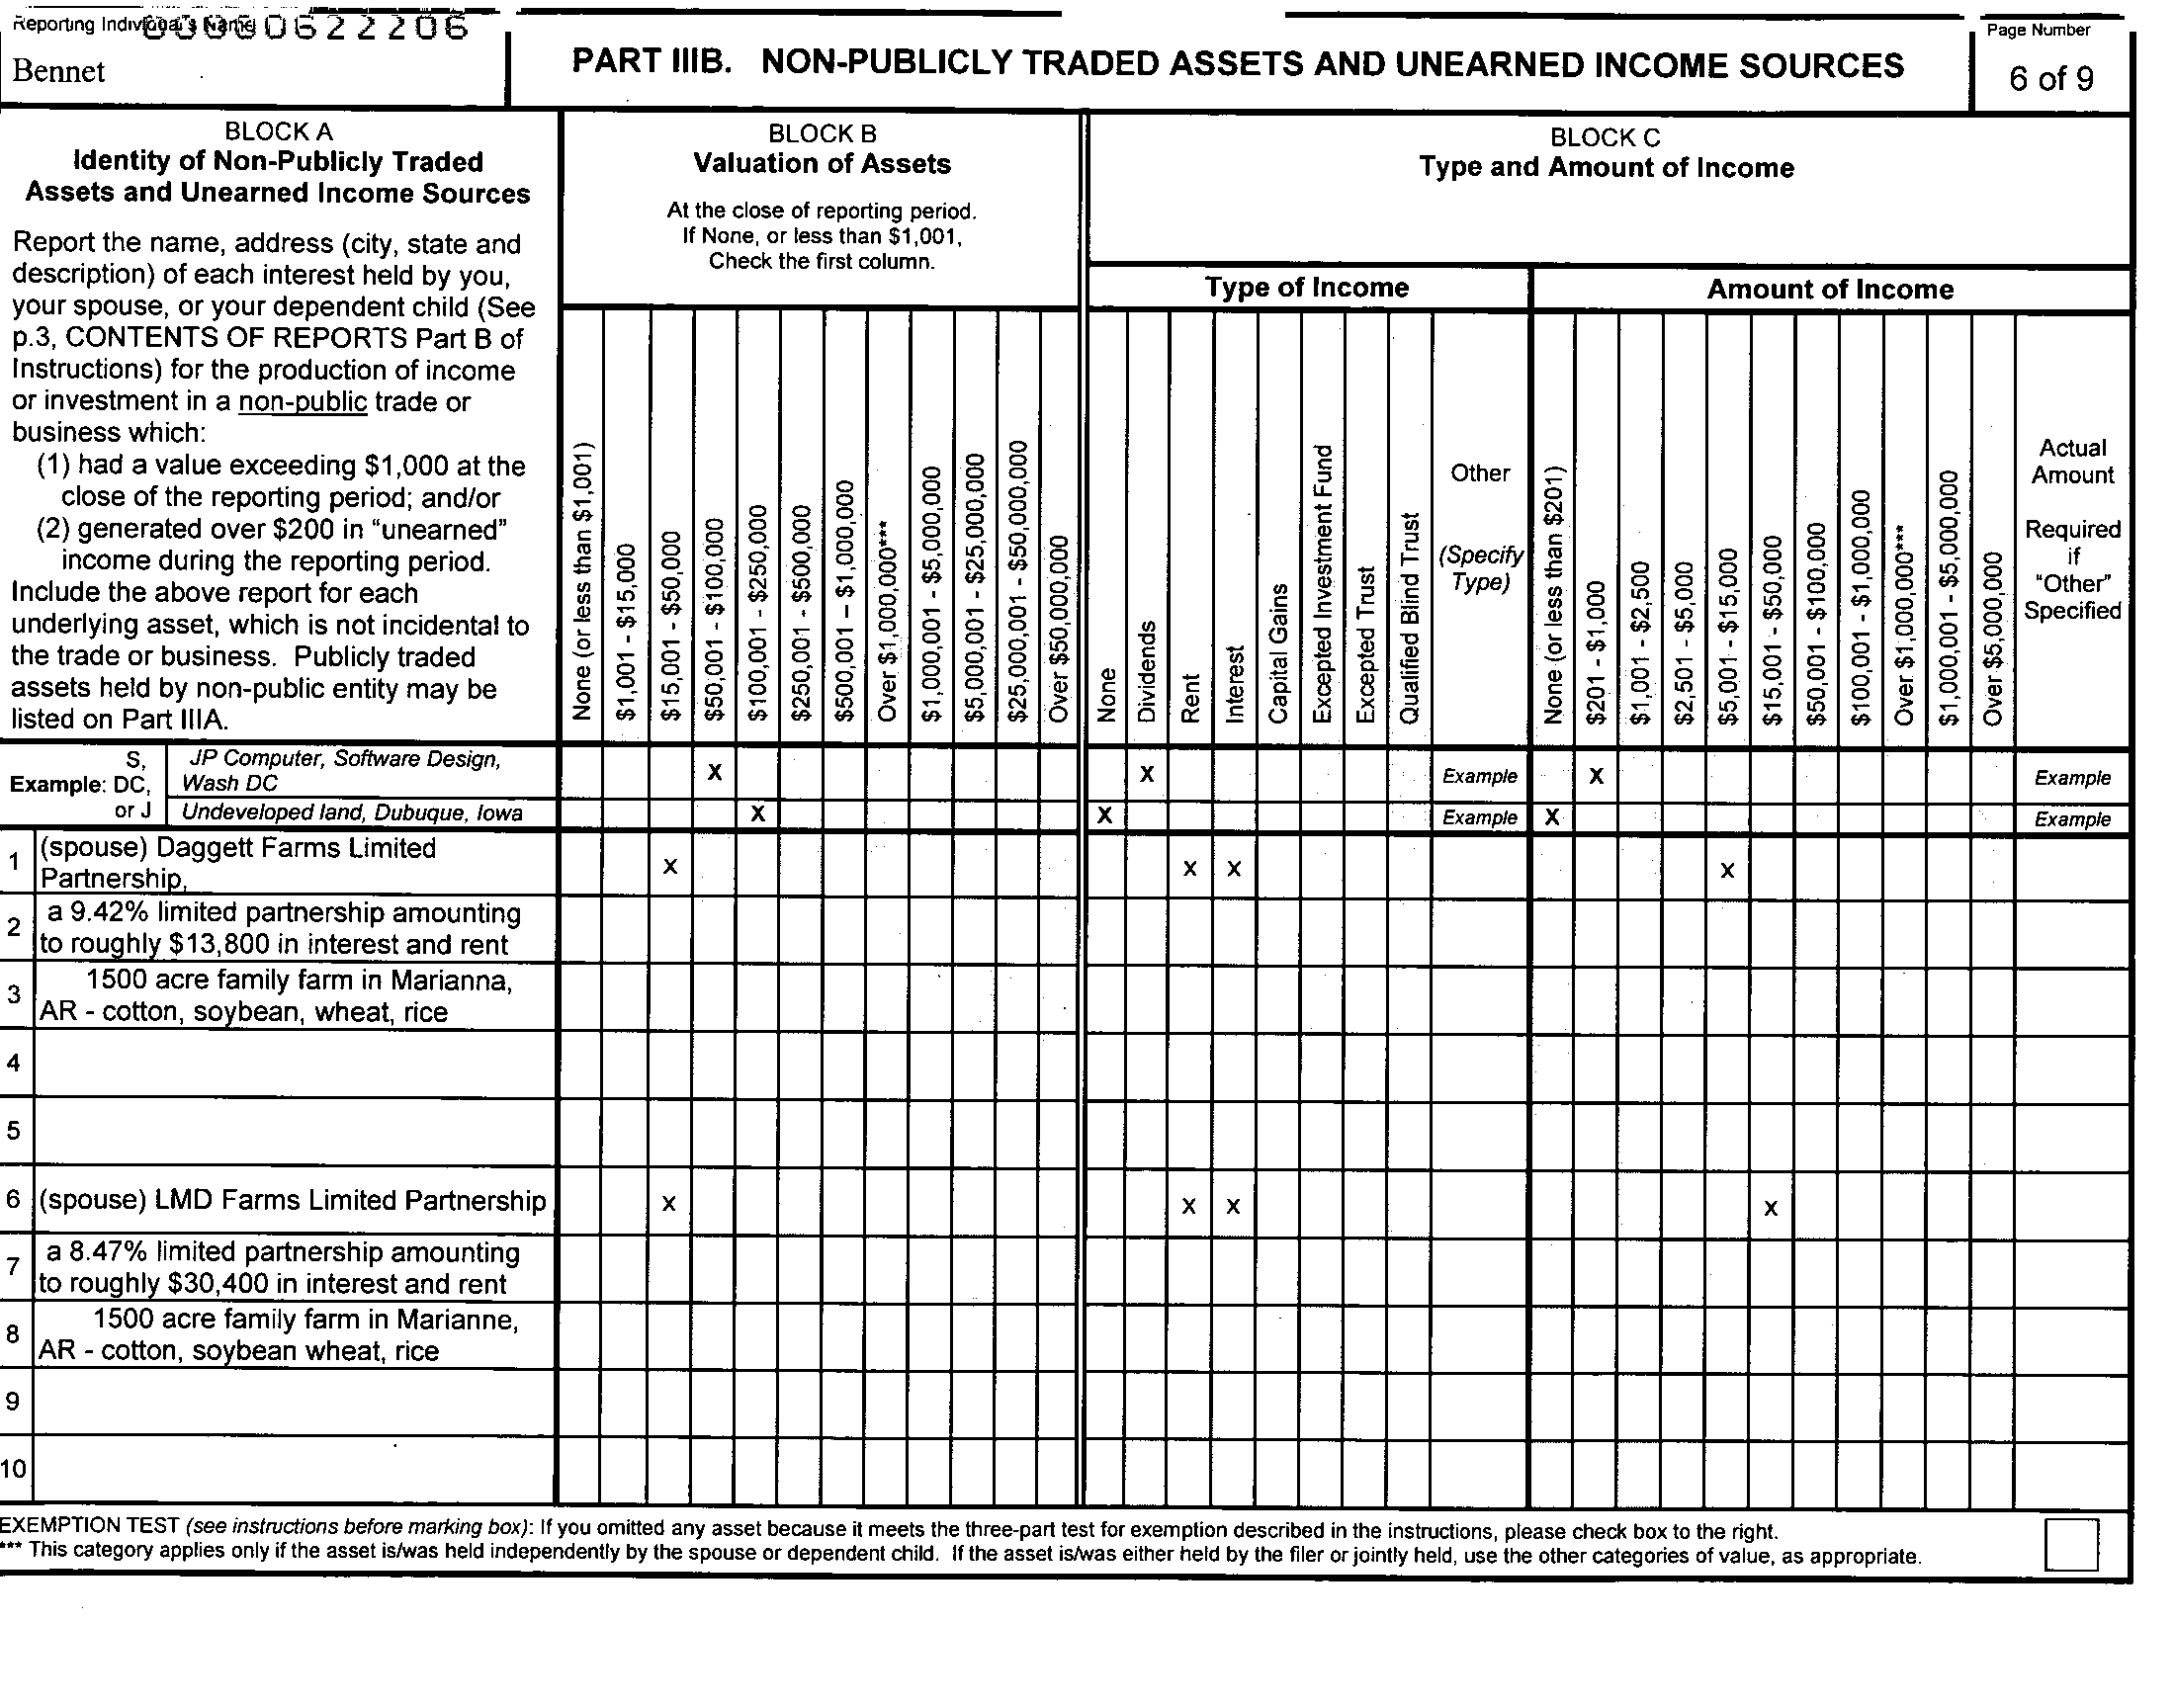 Reporting Individual's Name
00000622206
Bennet
PART IIIB. NON-PUBLICLY TRADED ASSETS AND UNEARNED INCOME SOURCES
Page Number
6 of 9
BLOCK A
Identity of Non-Publicly Traded
Assets and Unearned Income Sources
Report the name, address (city, state and
description) of each interest held by you,
your spouse, or your dependent child (See
p.3, CONTENTS OF REPORTS Part B of
Instructions) for the production of income
or investment in a non-public trade or
business which:
(1) had a value exceeding $1,000 at the
close of the reporting period; and/or
(2) generated over $200 in "unearned"
income during the reporting period.
Include the above report for each
underlying asset, which is not incidental to
the trade or business. Publicly traded
assets held by non-public entity may be
listed on Part IIIA.
BLOCK B
Valuation of Assets
At the close of reporting period.
If None, or less than $1,001,
Check the first column.
None (or less than $1,001)
$1,001 - $15,000
$15,001 - $50,000
$50,001 - $100,000
$100,001 - $250,000
$250,001 - $500,000
$500,001 – $1,000,000
Over $1,000,000***
$1,000,001 - $5,000,000
$5,000,001 - $25,000,000
$25,000,001 - $50,000,000
Over $50,000,000
BLOCK C
Type and Amount of Income
Type of Income
None
Dividends
Rent
Interest
Capital Gains
Excepted Investment Fund
Excepted Trust
Qualified Blind Trust
Other
(Specify
Type)
Amount of Income
None (or less than $201)
$201 - $1,000
$1,001 - $2,500
$2,501 - $5,000
$5,001 - $15,000
$15,001 - $50,000
$50,001 - $100,000
$100,001 - $1,000,000
Over $1,000,000***
$1,000,001 - $5,000,000
Over $5,000,000
Actual
Amount
Required
if
"Other"
Specified
S,
Example: DC,
or J
JP Computer, Software Design,
Wash DC
X X Example X Example
Undeveloped land, Dubuque, Iowa X X Example X Example
1 (spouse) Daggett Farms Limited
Partnership,
X X X X
2 a 9.42% limited partnership amounting
to roughly $13,800 in interest and rent
3 1500 acre family farm in Marianna,
AR - cotton, soybean, wheat, rice
4
5
6 (spouse) LMD Farms Limited Partnership X X X X
7 a 8.47% limited partnership amounting
to roughly $30,400 in interest and rent
8 1500 acre family farm in Marianne,
AR - cotton, soybean wheat, rice
9
10
EXEMPTION TEST (see instructions before marking box): If you omitted any asset because it meets the three-part test for exemption described in the instructions, please check box to the right.
*** This category applies only if the asset is/was held independently by the spouse or dependent child. If the asset is/was either held by the filer or jointly held, use the other categories of value, as appropriate.